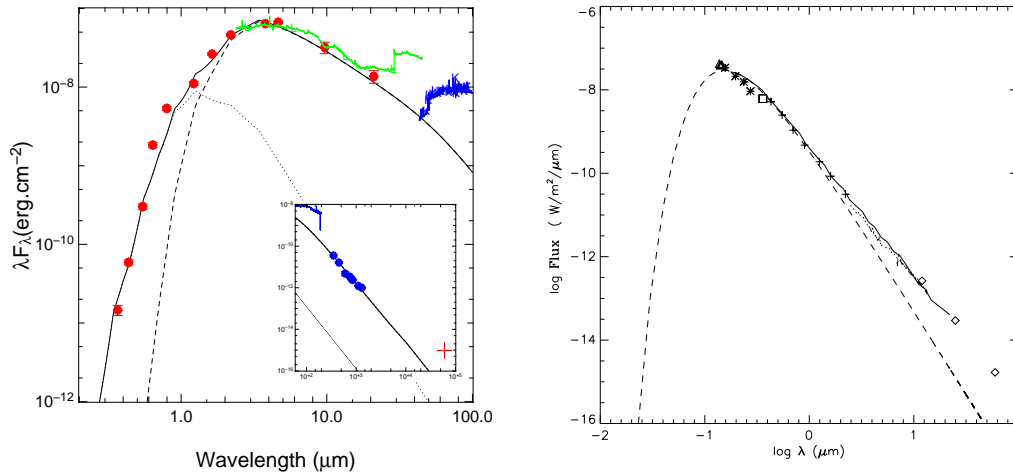 10⁻⁸
10⁻¹⁰
10⁻¹²
λFλ(erg.cm−2)
1.0 10.0 100.0
Wavelength (μm)
10⁻⁸
10⁻¹⁰
10⁻¹²
10⁻¹⁴
10⁻¹⁶
10⁺² 10⁺³ 10⁺⁴ 10⁺⁵
−6
−8
−10
−12
−14
−16
log Flux ( W/m²/μm)
−2 −1 0 1 2
log λ (μm)